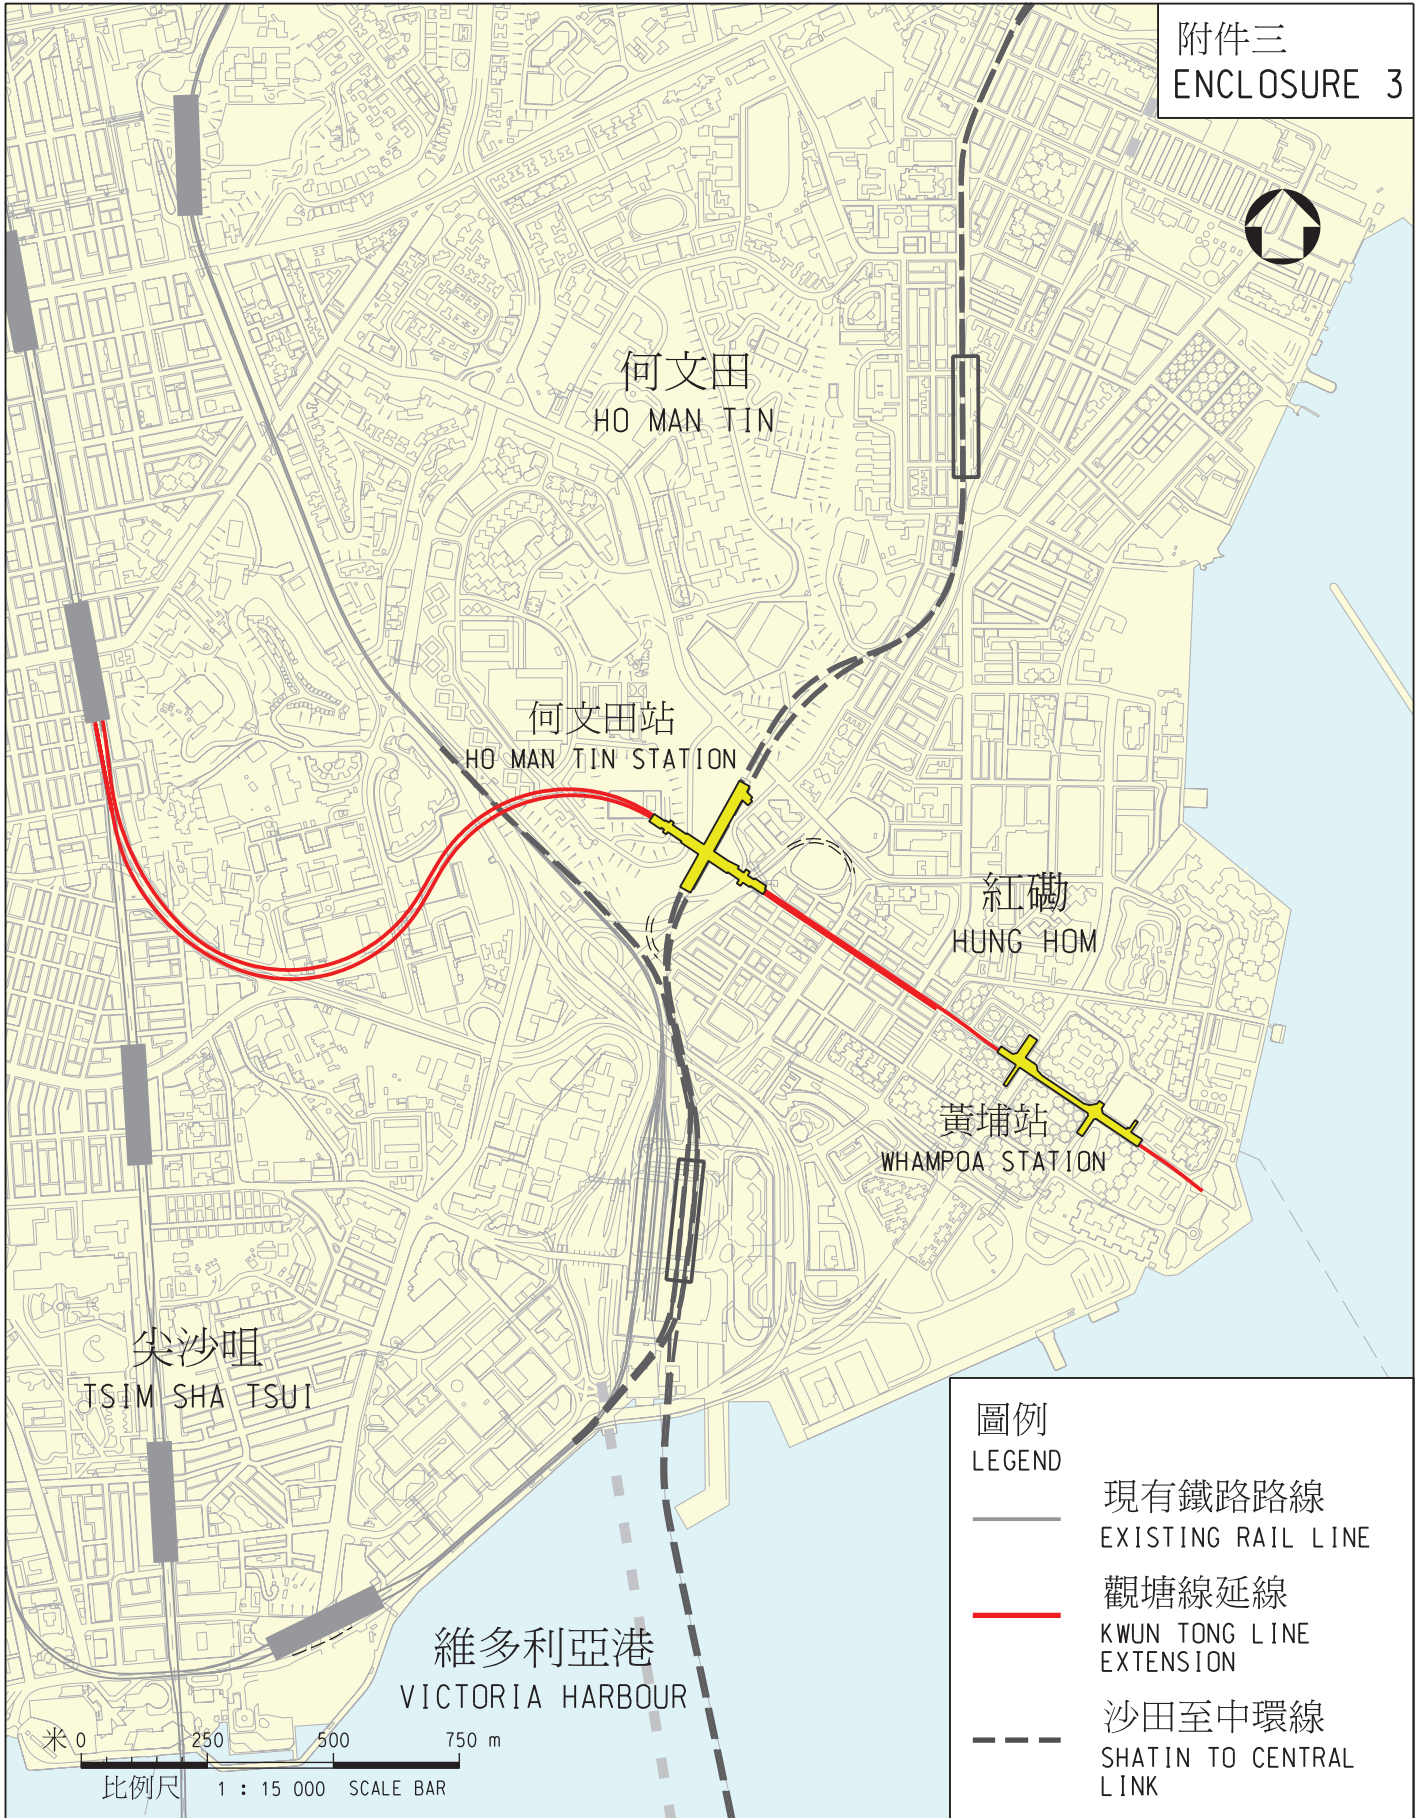 附件三
ENCLOSURE 3
何文田
HO MAN TIN
何文田站
HO MAN TIN STATION
紅磡
HUNG HOM
黃埔站
WHAMPOA STATION
尖沙咀
TSIM SHA TSUI
維多利亞港
VICTORIA HARBOUR
米 0 250 500 750 m
比例尺 1 : 15 000 SCALE BAR
圖例
LEGEND
現有鐵路路線
EXISTING RAIL LINE
觀塘線延線
KWUN TONG LINE
EXTENSION
沙田至中環線
SHATIN TO CENTRAL
LINK